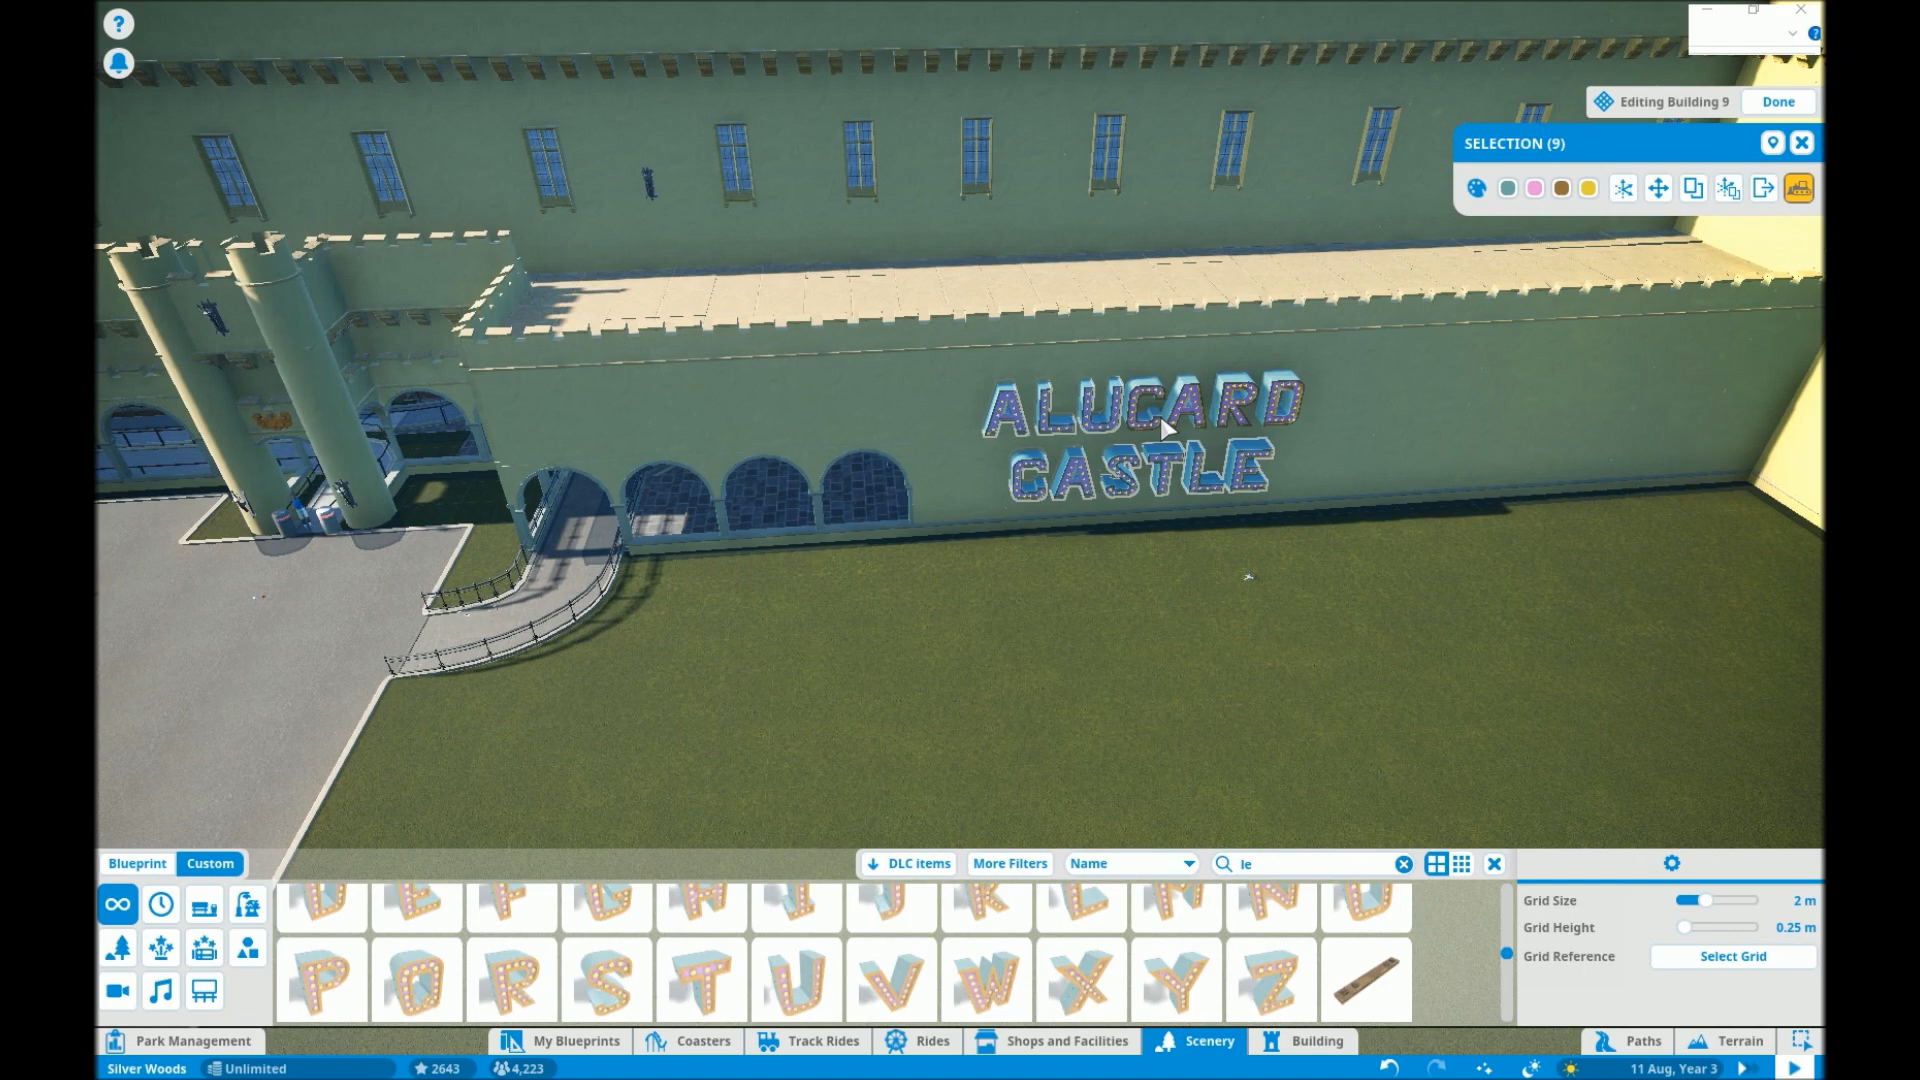 ?
?
Editing Building 9 Done
SELECTION (9)
ALUCARD
CASTLE
Blueprint Custom DLC items More Filters Name le
D E F G H I J K L M N O
Grid Size 2 m
Grid Height 0.25 m
Grid Reference Select Grid
P Q R S T U V W X Y Z
Park Management My Blueprints Coasters Track Rides Rides Shops and Facilities Scenery Building Paths Terrain
Silver Woods Unlimited 2643 4,223 11 Aug, Year 3